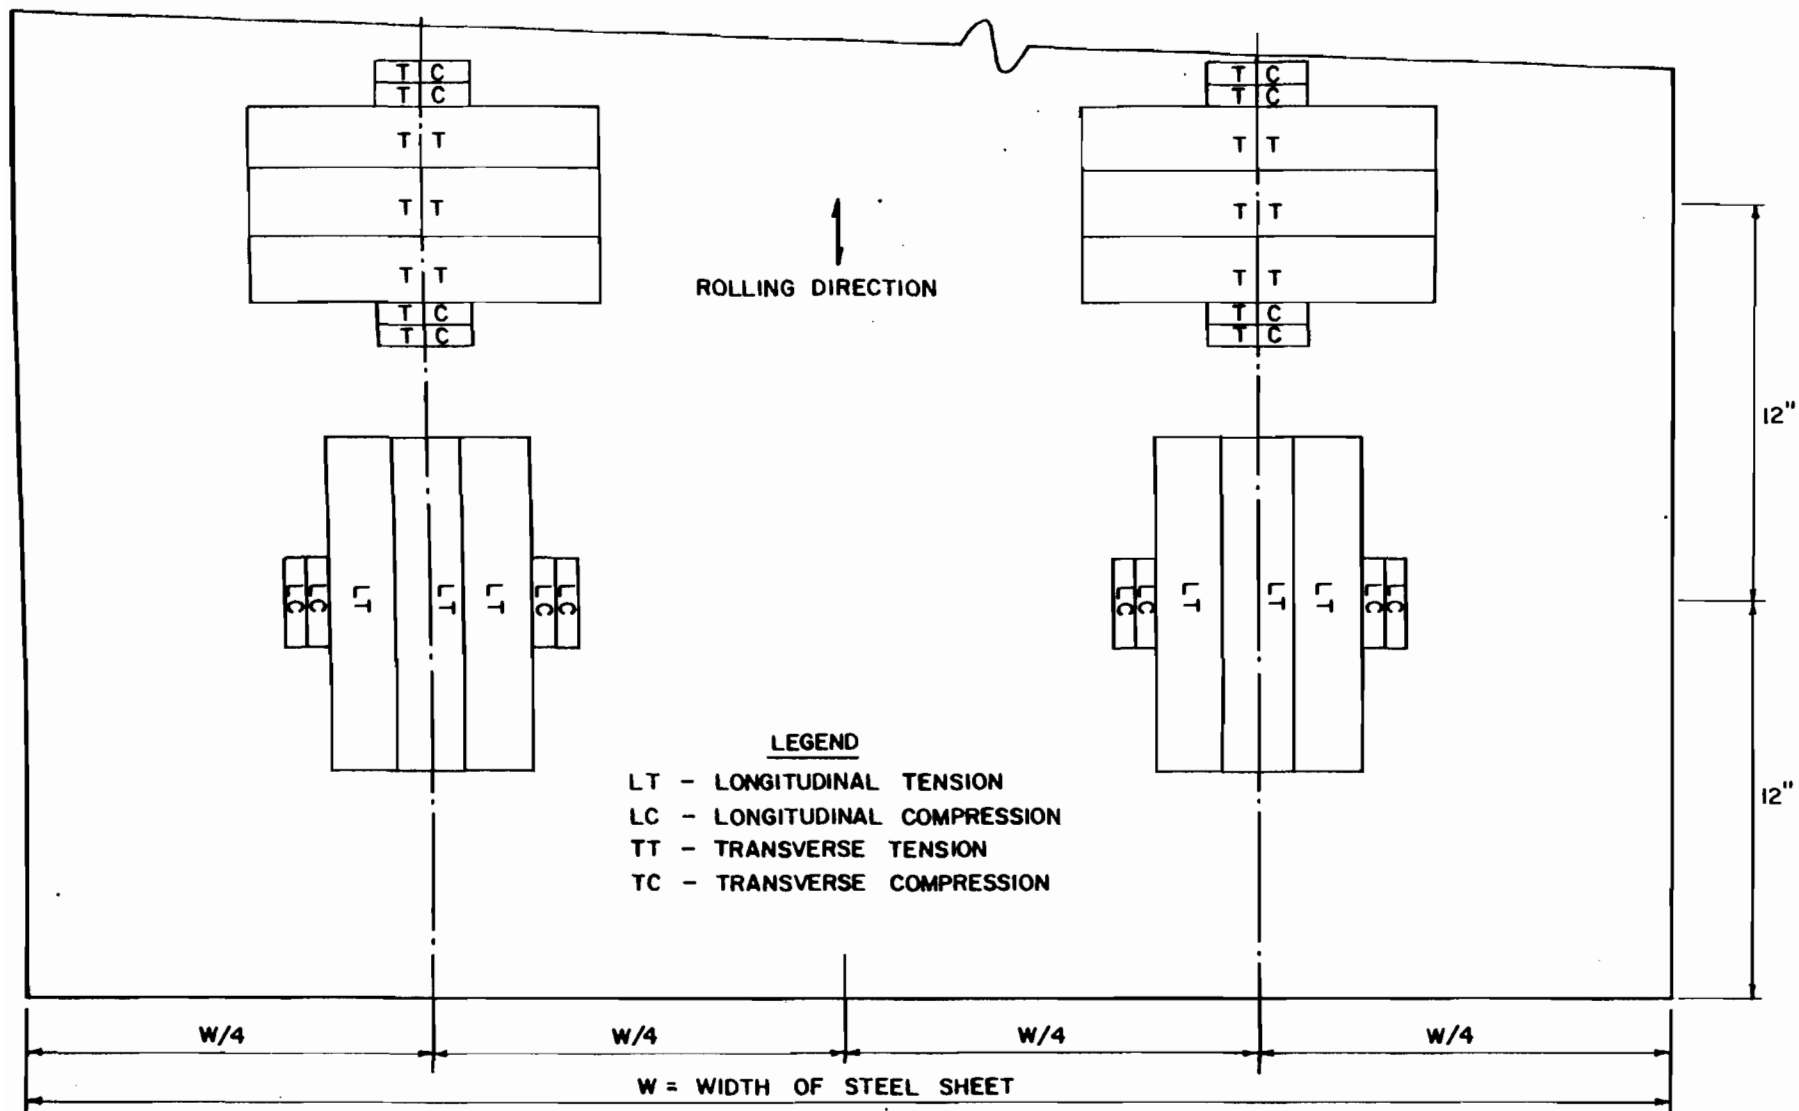 T C T C
T C T C
T T T T
T T T T
T T T T
T C T C
T C T C
ROLLING DIRECTION
12"
LC LC LT LT LT LC LC LC LC LT LT LT LC LC
LEGEND
LT - LONGITUDINAL TENSION
LC - LONGITUDINAL COMPRESSION
TT - TRANSVERSE TENSION
TC - TRANSVERSE COMPRESSION
12"
W/4 W/4 W/4 W/4
W = WIDTH OF STEEL SHEET